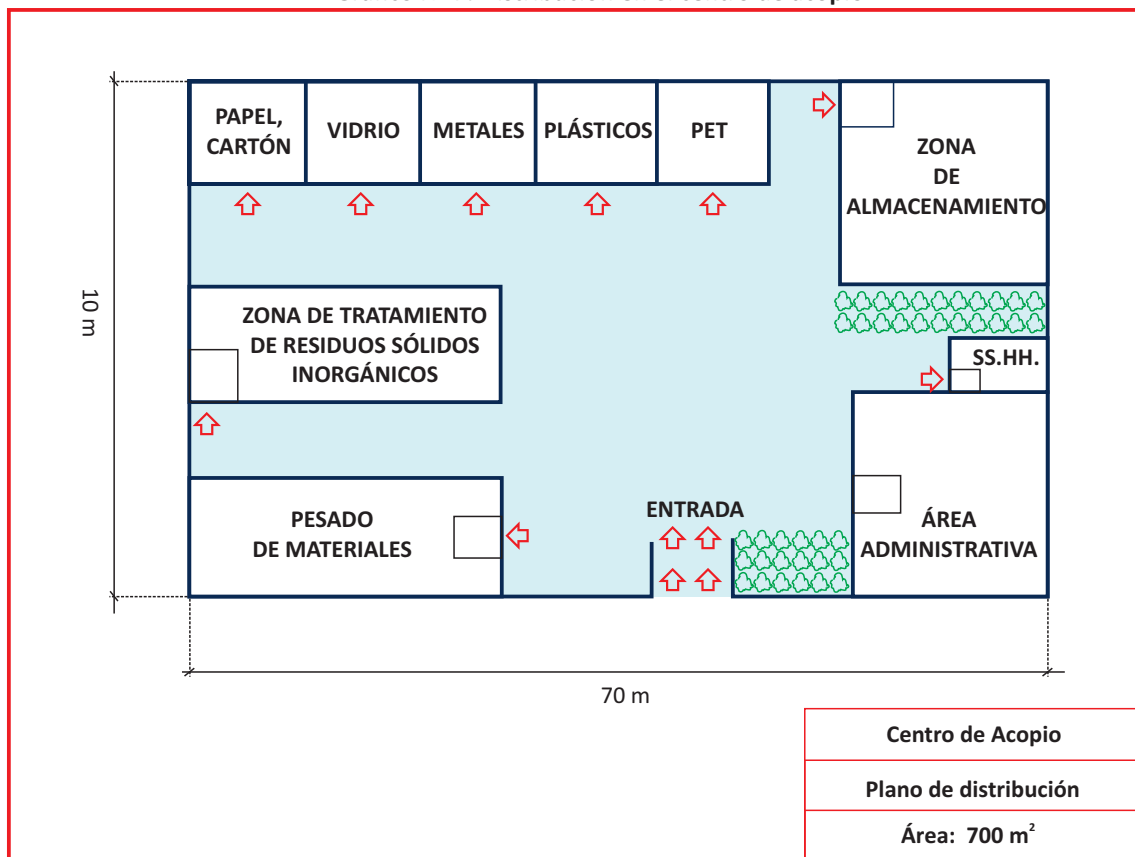 PAPEL,
CARTÓN
VIDRIO
METALES
PLÁSTICOS
PET
ZONA
DE
ALMACENAMIENTO
10 m
ZONA DE TRATAMIENTO
DE RESIDUOS SÓLIDOS
INORGÁNICOS
SS.HH.
PESADO
DE MATERIALES
ENTRADA
ÁREA
ADMINISTRATIVA
70 m
Centro de Acopio
Plano de distribución
Área: 700 m²